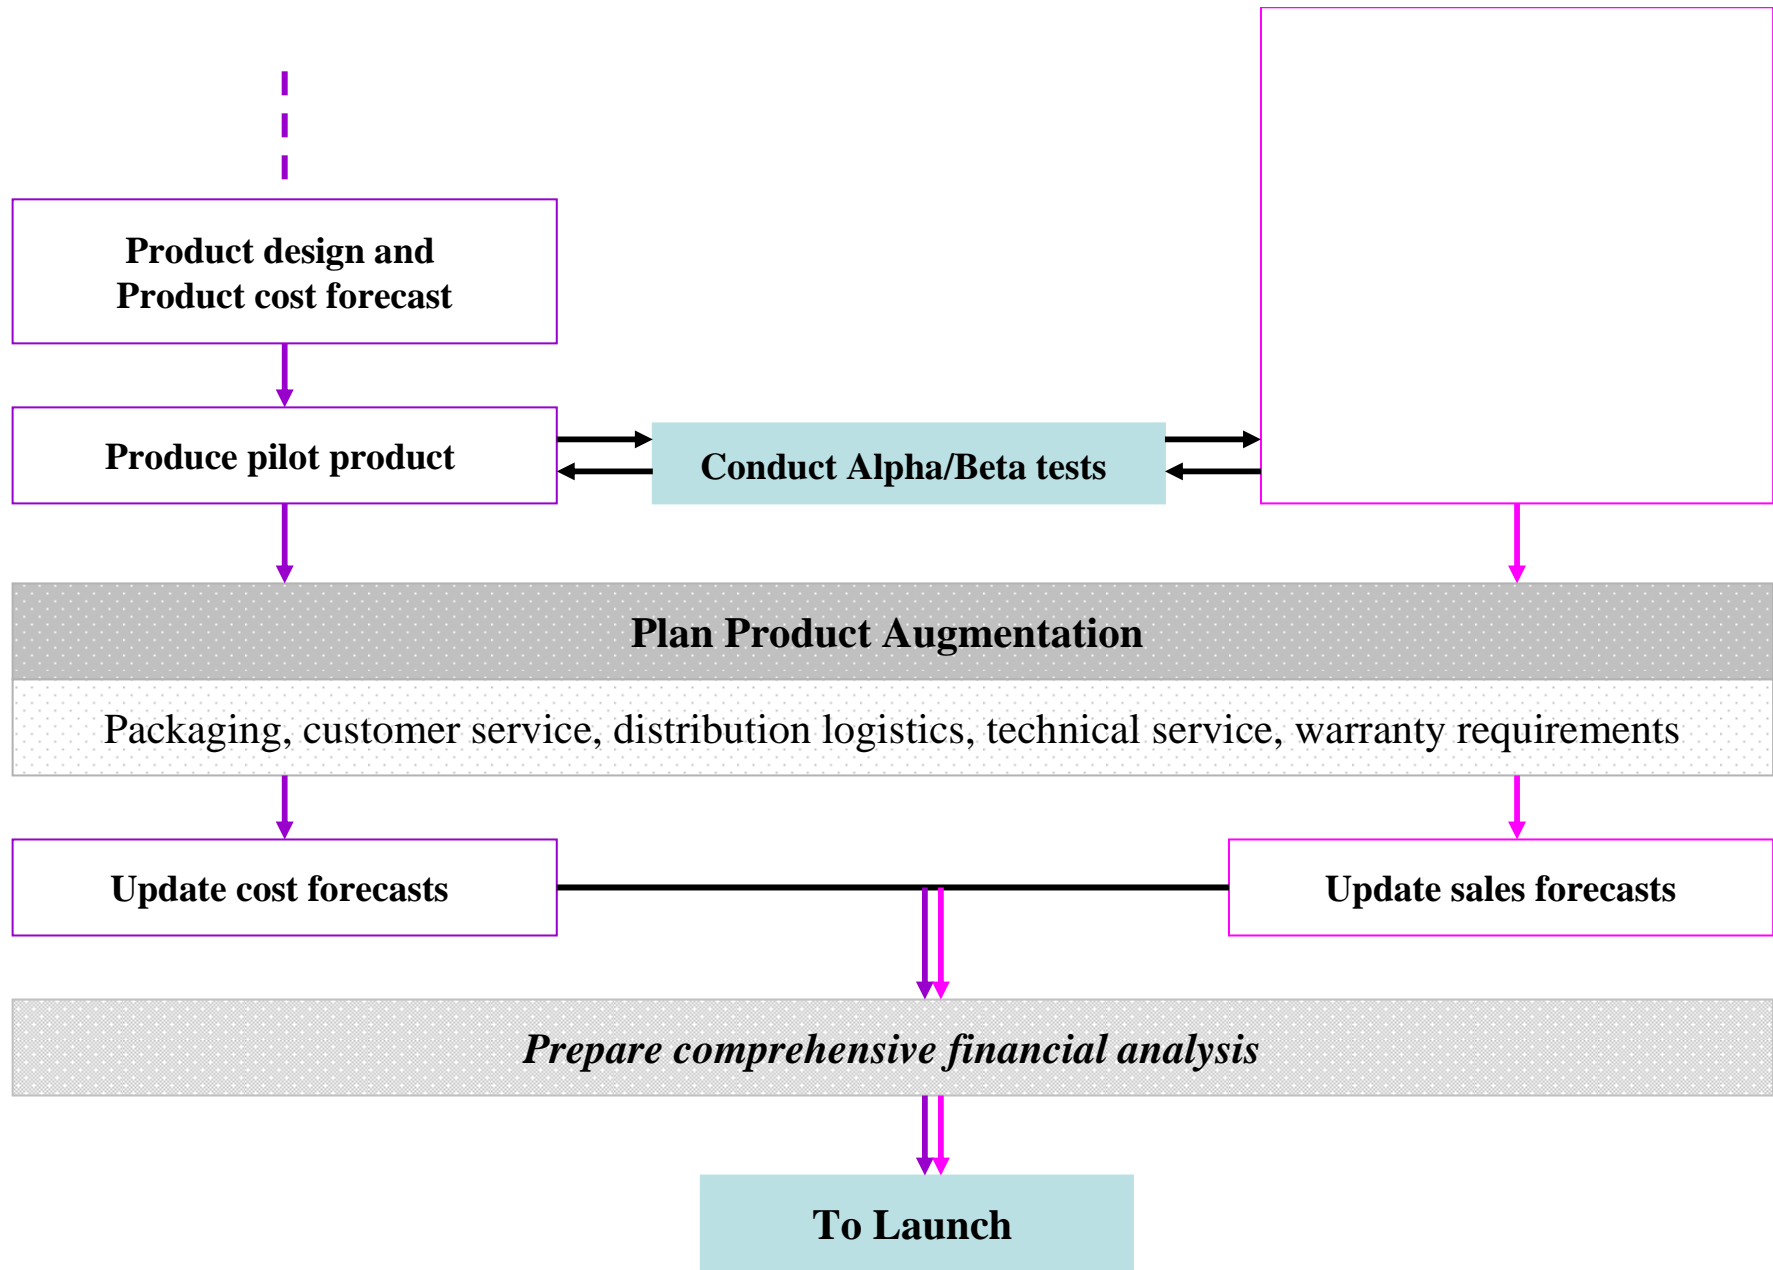 Product design and
Product cost forecast
Produce pilot product
Conduct Alpha/Beta tests
Plan Product Augmentation
Packaging, customer service, distribution logistics, technical service, warranty requirements
Update cost forecasts
Update sales forecasts
Prepare comprehensive financial analysis
To Launch